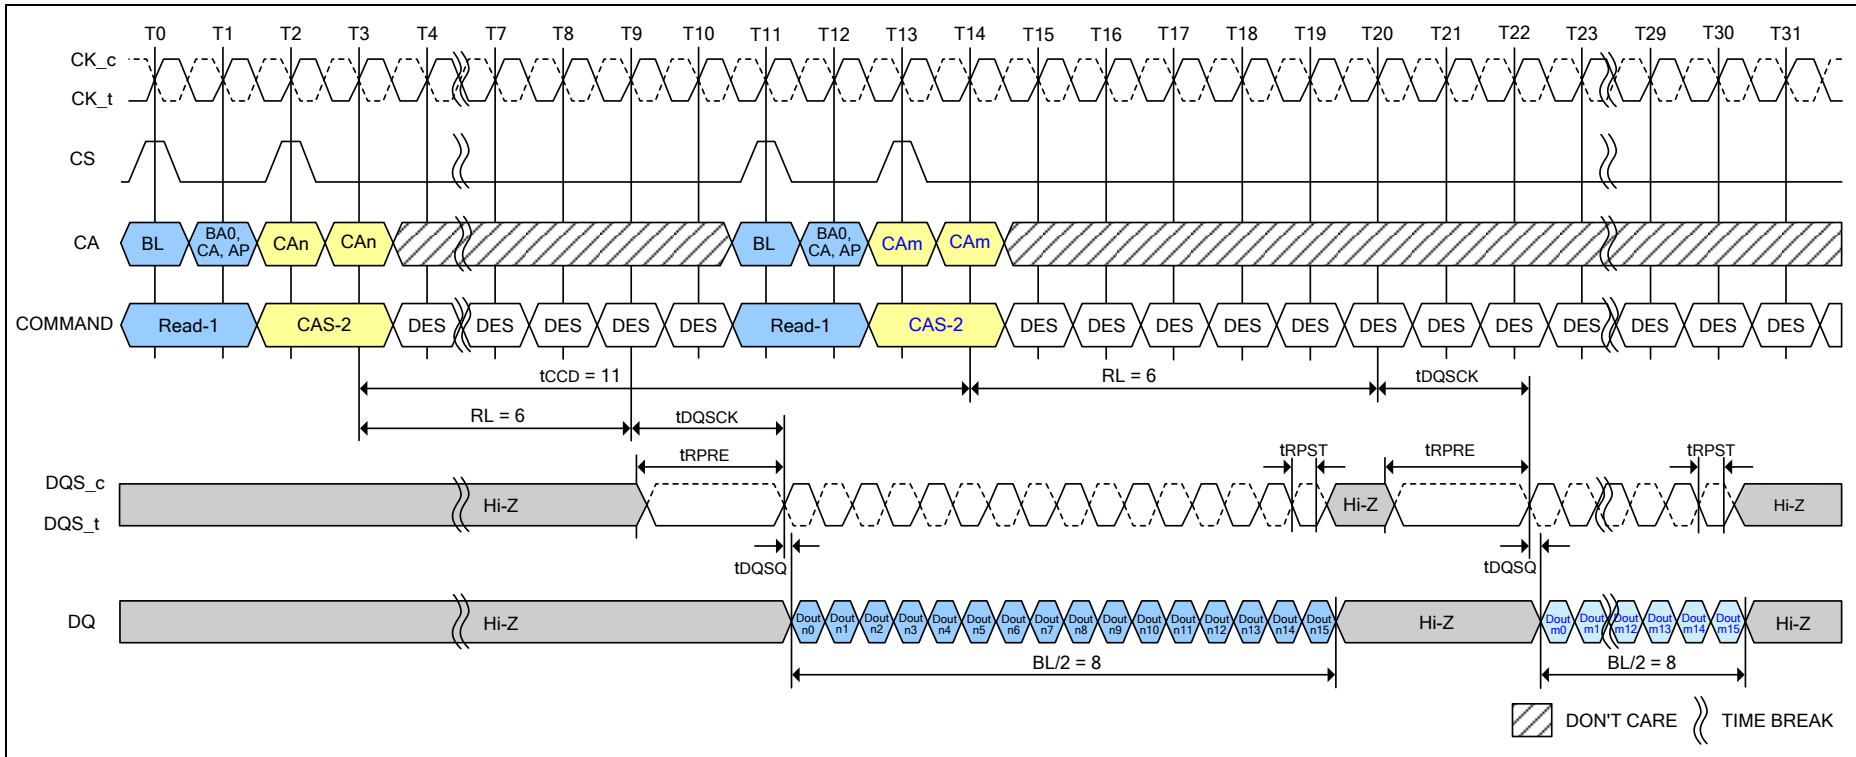 T0 T1 T2 T3 T4 T7 T8 T9 T10 T11 T12 T13 T14 T15 T16 T17 T18 T19 T20 T21 T22 T23 T29 T30 T31
CK_c
CK_t
CS
CA BL BA0, CA, AP CAn CAn BL BA0, CA, AP CAm CAm
COMMAND Read-1 CAS-2 DES DES DES DES DES Read-1 CAS-2 DES DES DES DES DES DES DES DES DES DES DES DES
tCCD = 11 RL = 6 tDQSCK
RL = 6 tDQSCK
tRPRE tRPST tRPRE tRPST
DQS_c
DQS_t
Hi-Z Hi-Z Hi-Z
tDQSQ tDQSQ
DQ Hi-Z Dout n0 Dout n1 Dout n2 Dout n3 Dout n4 Dout n5 Dout n6 Dout n7 Dout n8 Dout n9 Dout n10 Dout n11 Dout n12 Dout n13 Dout n14 Dout n15 Hi-Z Dout m0 Dout m1 Dout m12 Dout m13 Dout m14 Dout m15 Hi-Z
BL/2 = 8 BL/2 = 8
DON'T CARE TIME BREAK